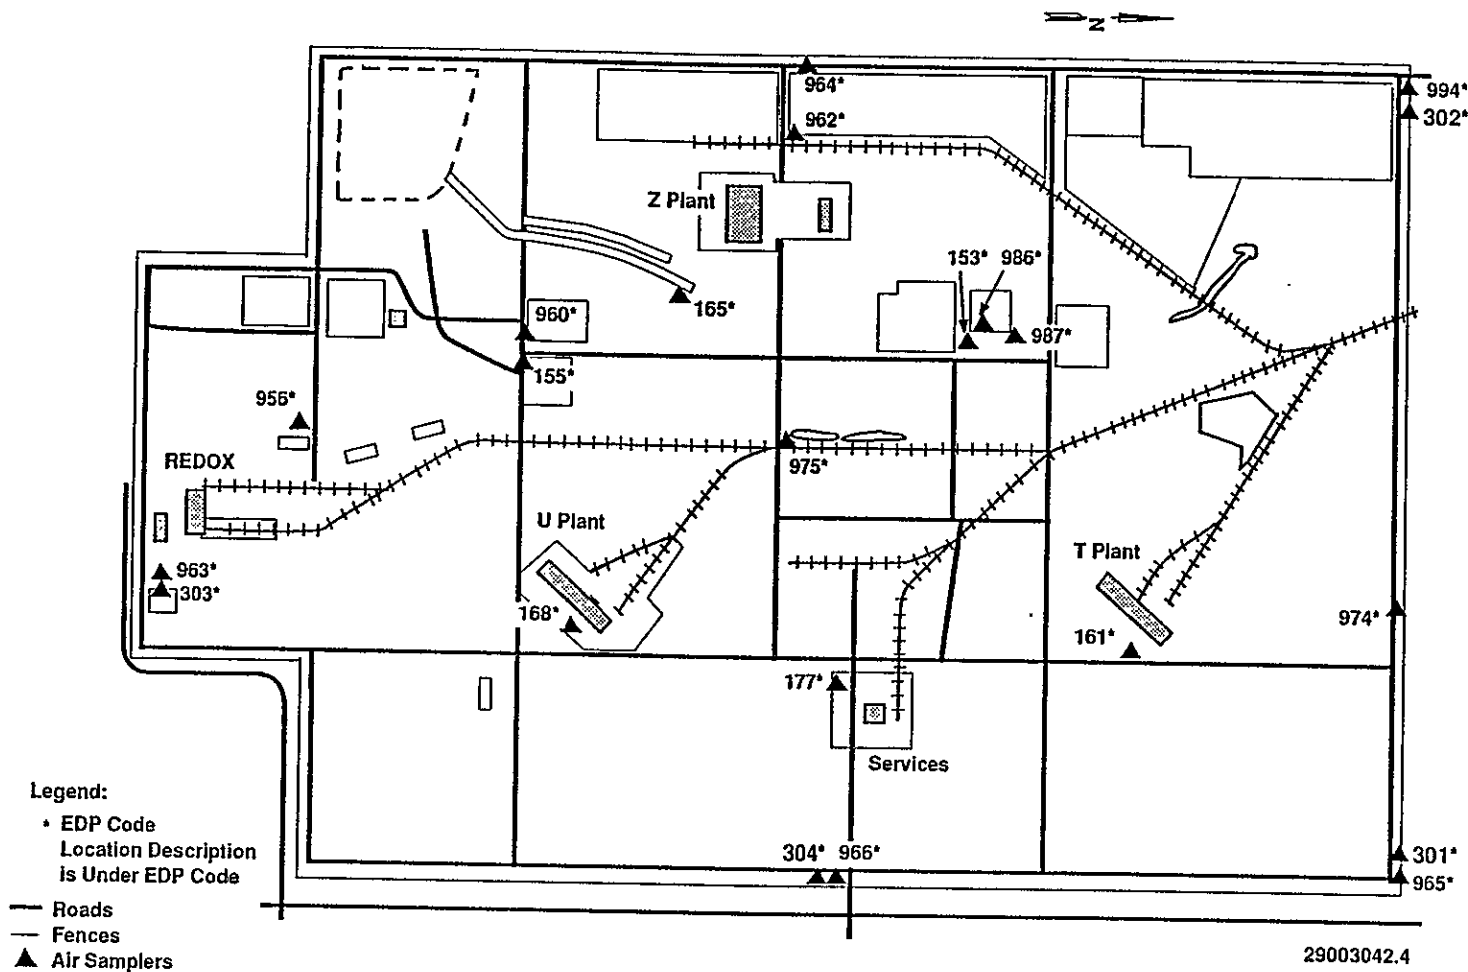 N
964*
994*
962*
302*
Z Plant
153* 986*
165*
960*
987*
155*
956*
975*
REDOX
U Plant
T Plant
963*
303*
168*
974*
161*
177*
Services
Legend:
* EDP Code
Location Description
is Under EDP Code
304* 966*
301*
965*
Roads
Fences
Air Samplers
29003042.4